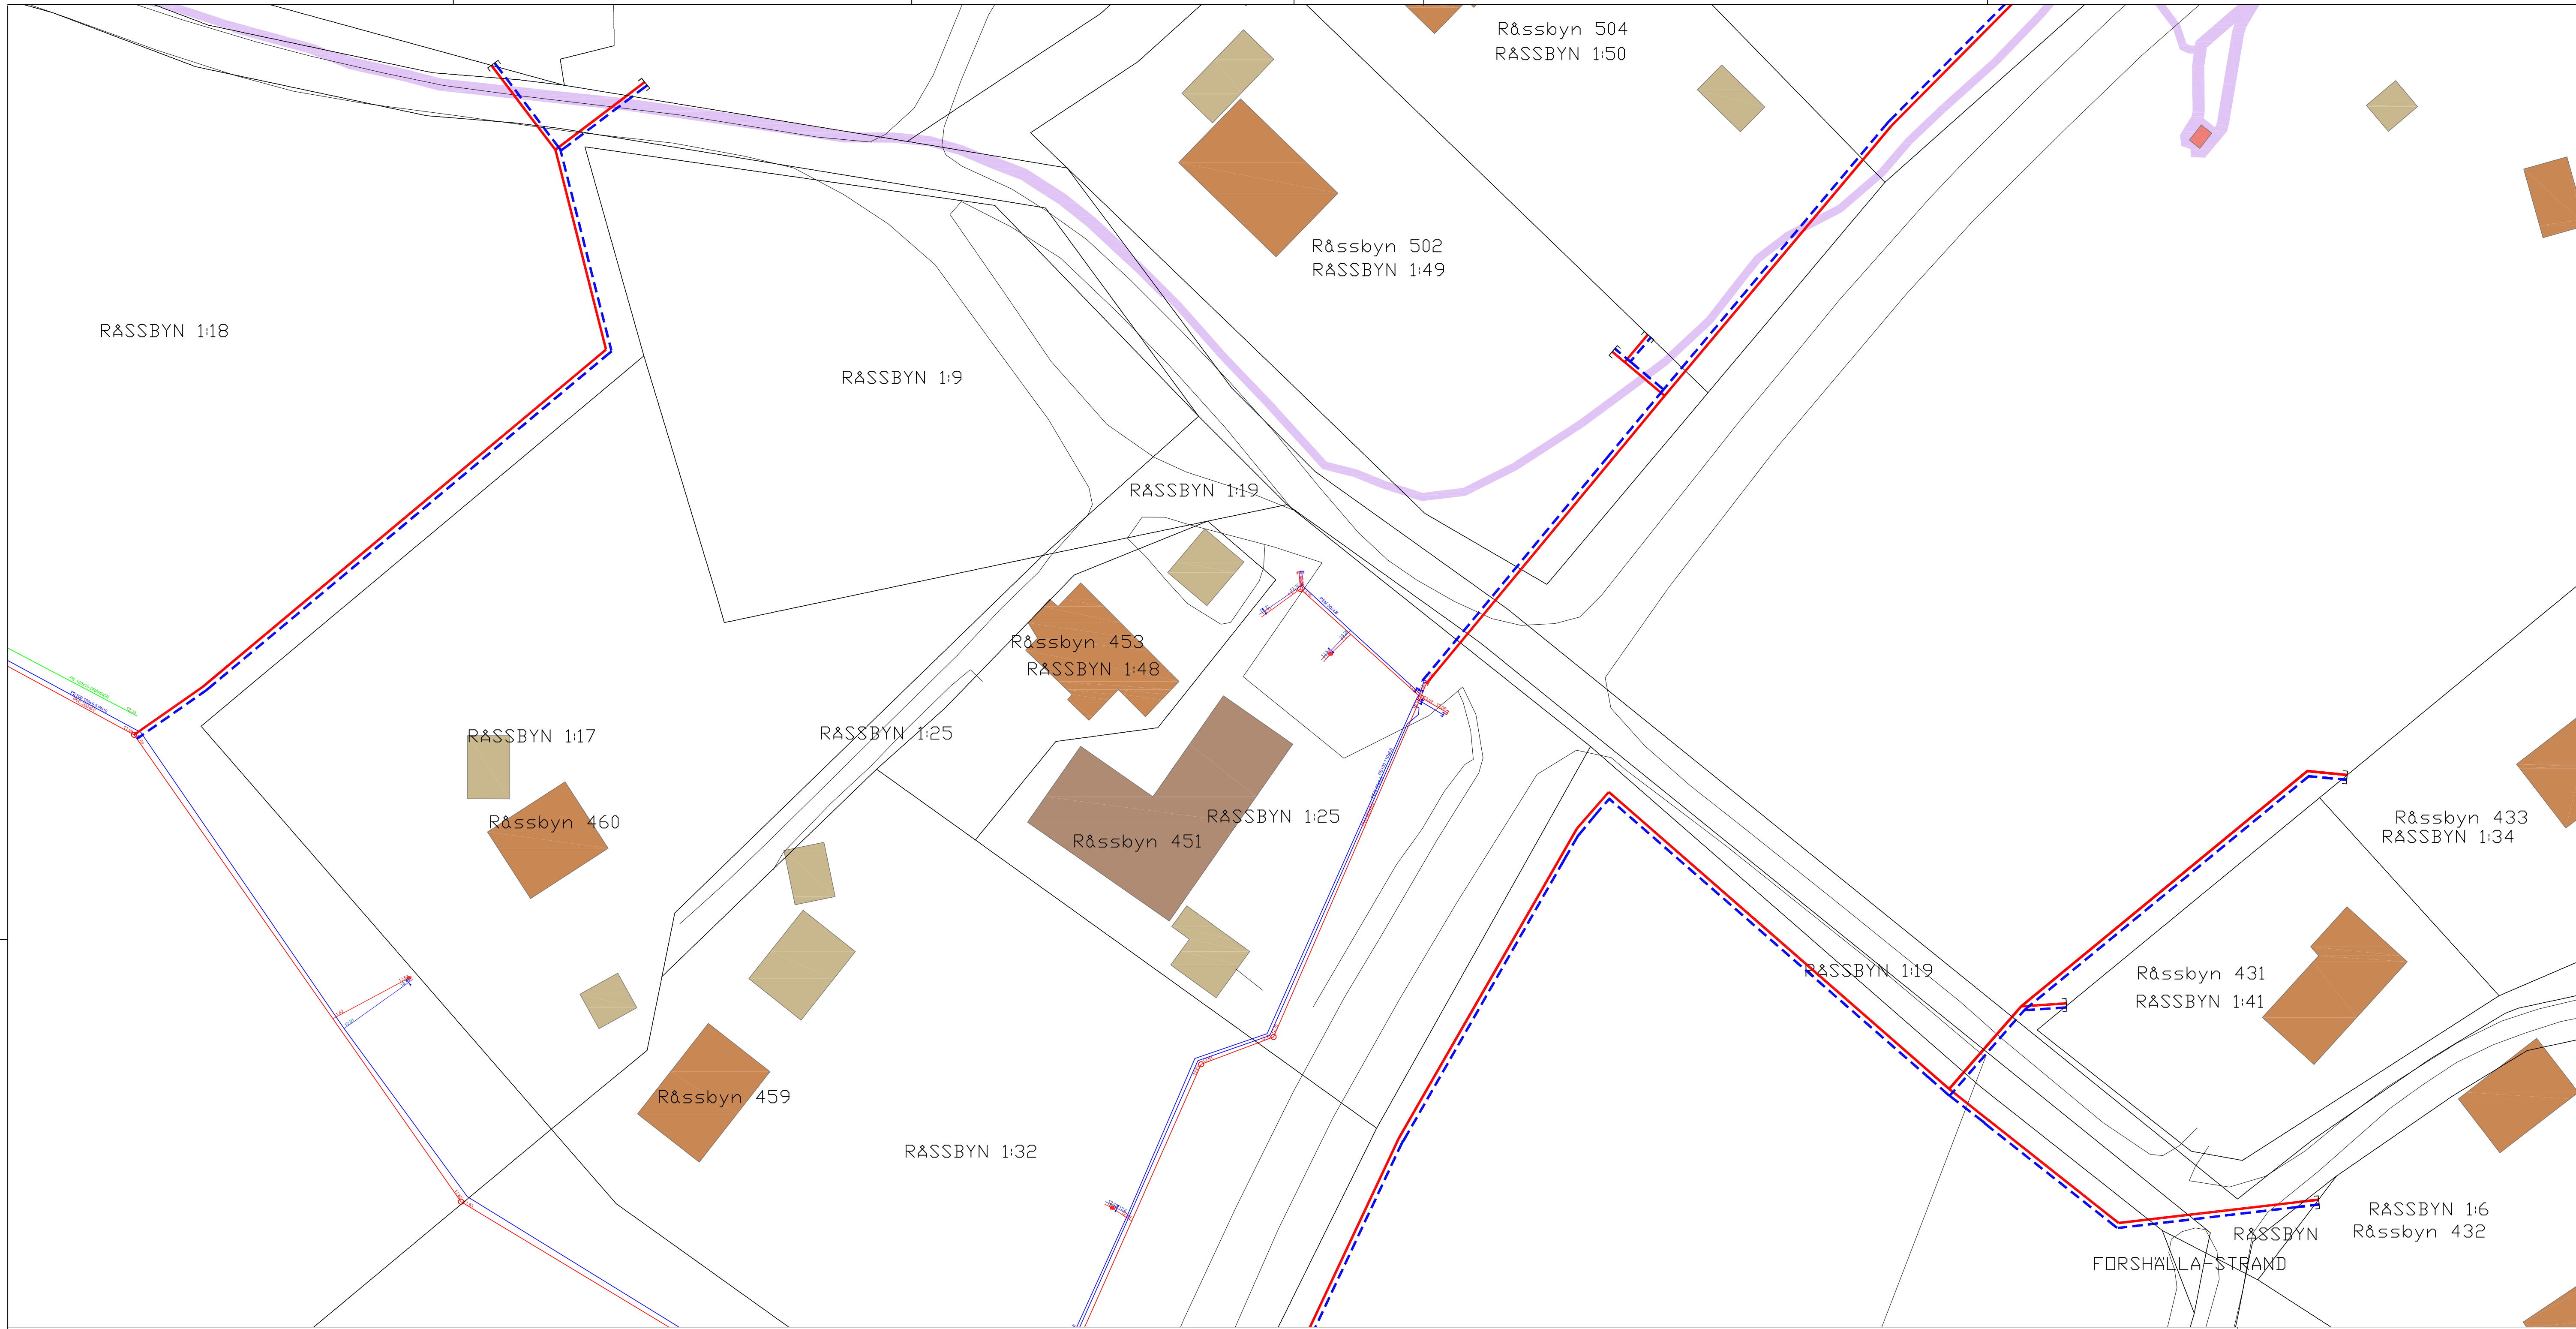 Råssbyn 504
RÅSSBYN 1:50
Råssbyn 502
RÅSSBYN 1:49
RÅSSBYN 1:18
RÅSSBYN 1:9
RÅSSBYN 1:19
Råssbyn 453
RÅSSBYN 1:48
RÅSSBYN 1:17
RÅSSBYN 1:25
Råssbyn 460
RÅSSBYN 1:25
Råssbyn 451
Råssbyn 433
RÅSSBYN 1:34
RÅSSBYN 1:19
Råssbyn 431
RÅSSBYN 1:41
Råssbyn 459
RÅSSBYN 1:32
RÅSSBYN 1:6
Råssbyn 432
RÅSSBYN
FORSHÄLLA-STRAND